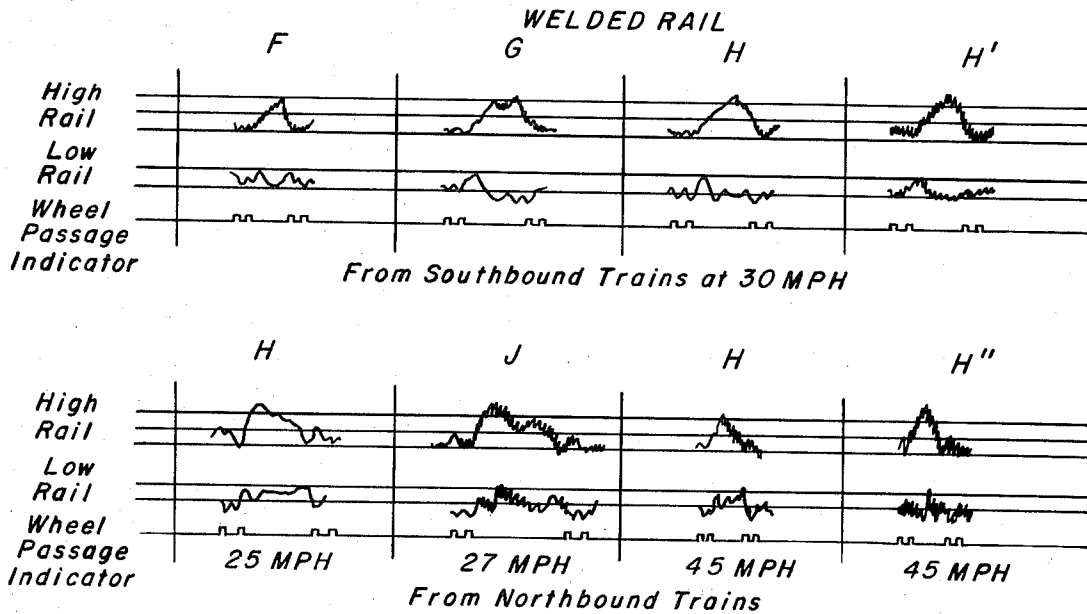 WELDED RAIL
F G H H'
High
Rail
Low
Rail
Wheel
Passage
Indicator
From Southbound Trains at 30 MPH
H J H H"
High
Rail
Low
Rail
Wheel
Passage
Indicator
25 MPH 27 MPH 45 MPH 45 MPH
From Northbound Trains